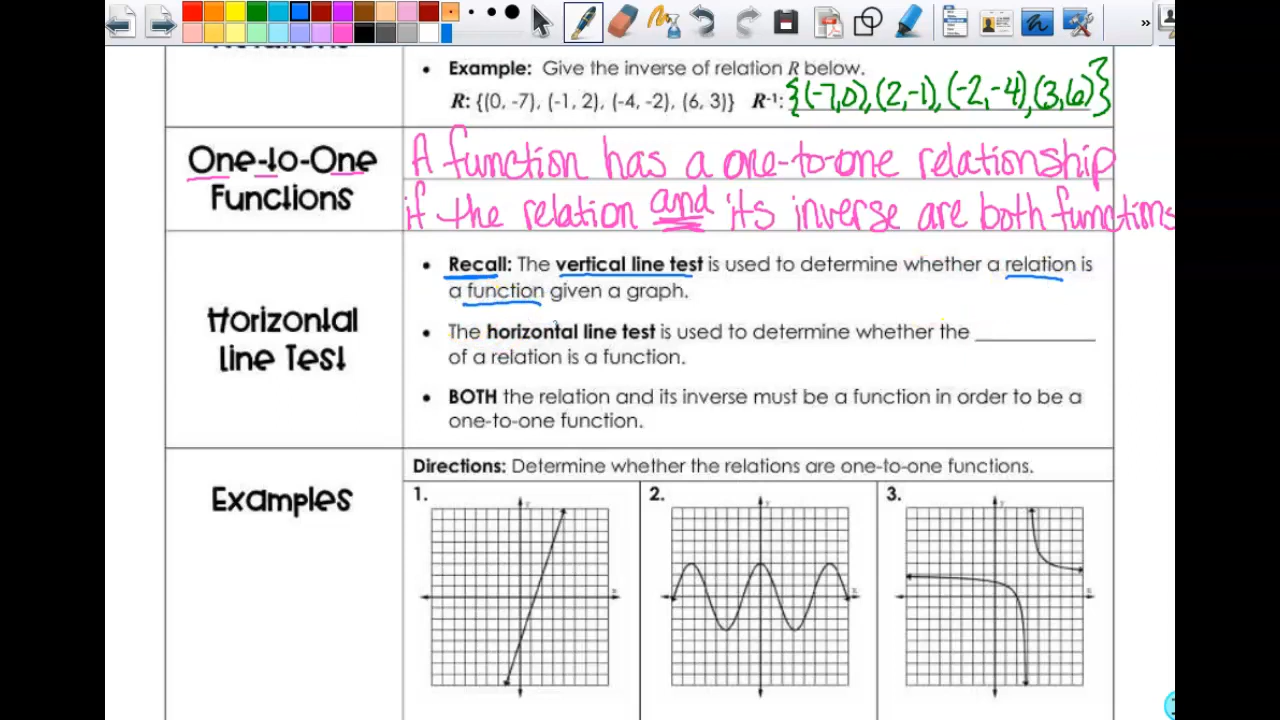 Relations
Example: Give the inverse of relation R below.
R: {(0, -7), (-1, 2), (-4, -2), (6, 3)} R⁻¹: {(-7,0), (2,-1), (-2,-4), (3,6)}
One-to-One
Functions
A function has a one-to-one relationship
if the relation and its inverse are both functions
Horizontal
Line Test
• Recall: The vertical line test is used to determine whether a relation is
a function given a graph.
• The horizontal line test is used to determine whether the ____________
of a relation is a function.
• BOTH the relation and its inverse must be a function in order to be a
one-to-one function.
Examples
Directions: Determine whether the relations are one-to-one functions.
1. 2. 3.
y y y
x x x